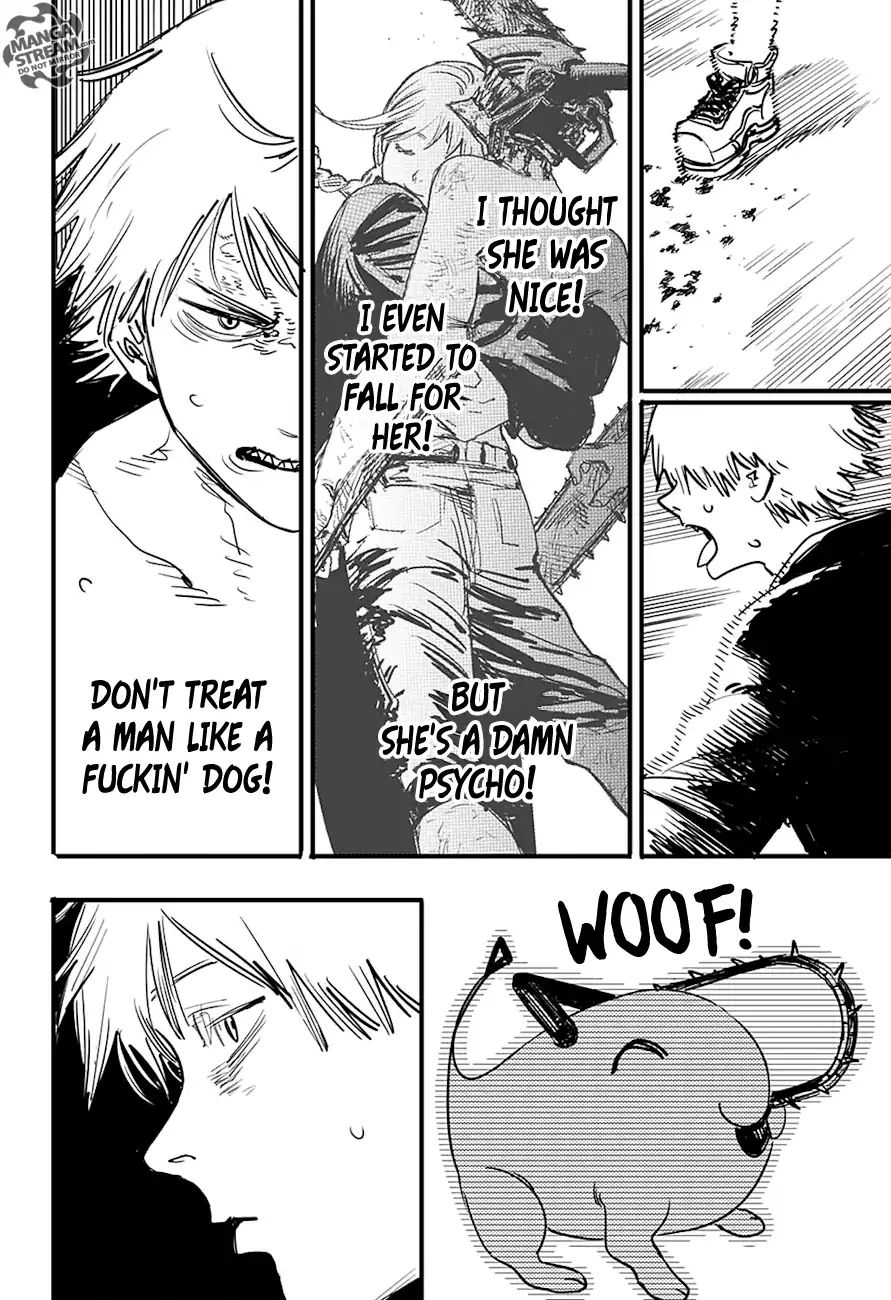 MANGA
STREAM.com
DO NOT MIRROR
I THOUGHT
SHE WAS
NICE!
I EVEN
STARTED TO
FALL FOR
HER!
BUT
SHE'S A DAMN
PSYCHO!
DON'T TREAT
A MAN LIKE A
FUCKIN' DOG!
WOOF!